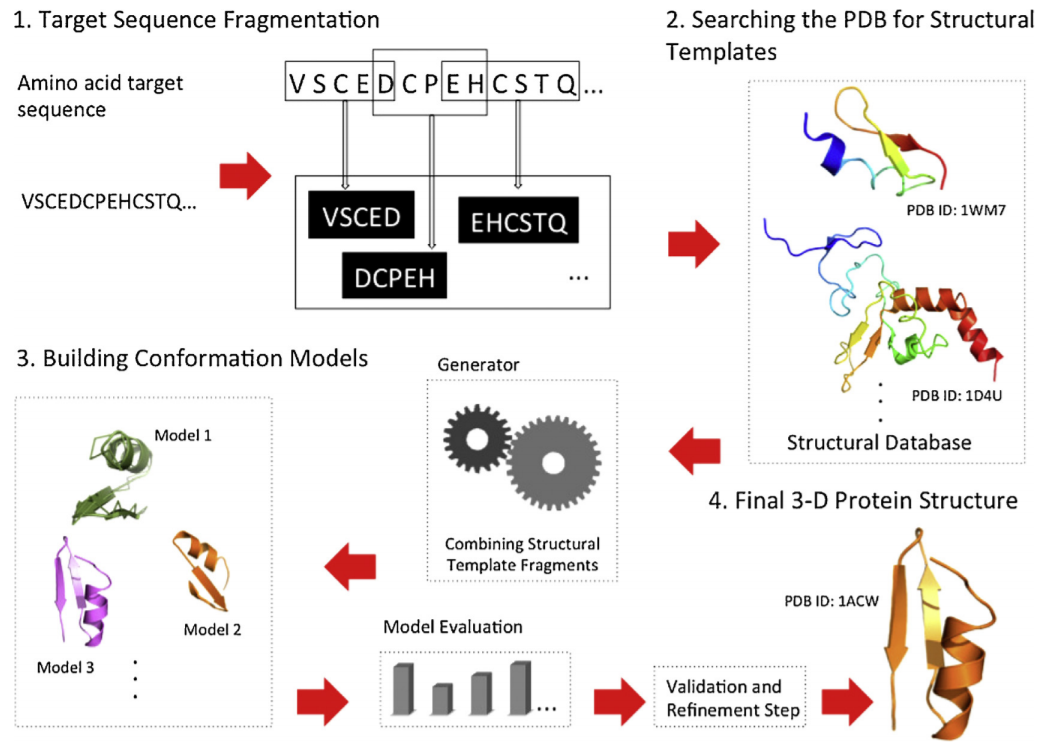 1. Target Sequence Fragmentation
Amino acid target
sequence
VSCEDCPEHCSTQ...
V S C E D C P E H C S T Q ...
VSCED
EHCSTQ
DCPEH
...
2. Searching the PDB for Structural
Templates
PDB ID: 1WM7
PDB ID: 1D4U
Structural Database
3. Building Conformation Models
Model 1
Model 2
Model 3
Generator
Combining Structural
Template Fragments
Model Evaluation
...
Validation and
Refinement Step
4. Final 3-D Protein Structure
PDB ID: 1ACW